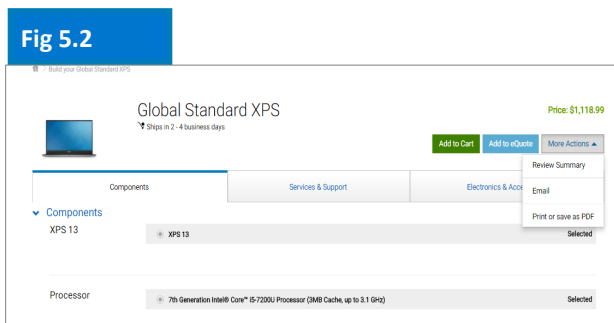 Fig 5.2
> Build your Global Standard XPS
Global Standard XPS
Price: $1,118.99
Ships in 2 - 4 business days
Add to Cart
Add to eQuote
More Actions
Review Summary
Email
Print or save as PDF
Components
Services & Support
Electronics & Acce
Components
XPS 13
XPS 13
Selected
Processor
7th Generation Intel® Core™ i5-7200U Processor (3MB Cache, up to 3.1 GHz)
Selected